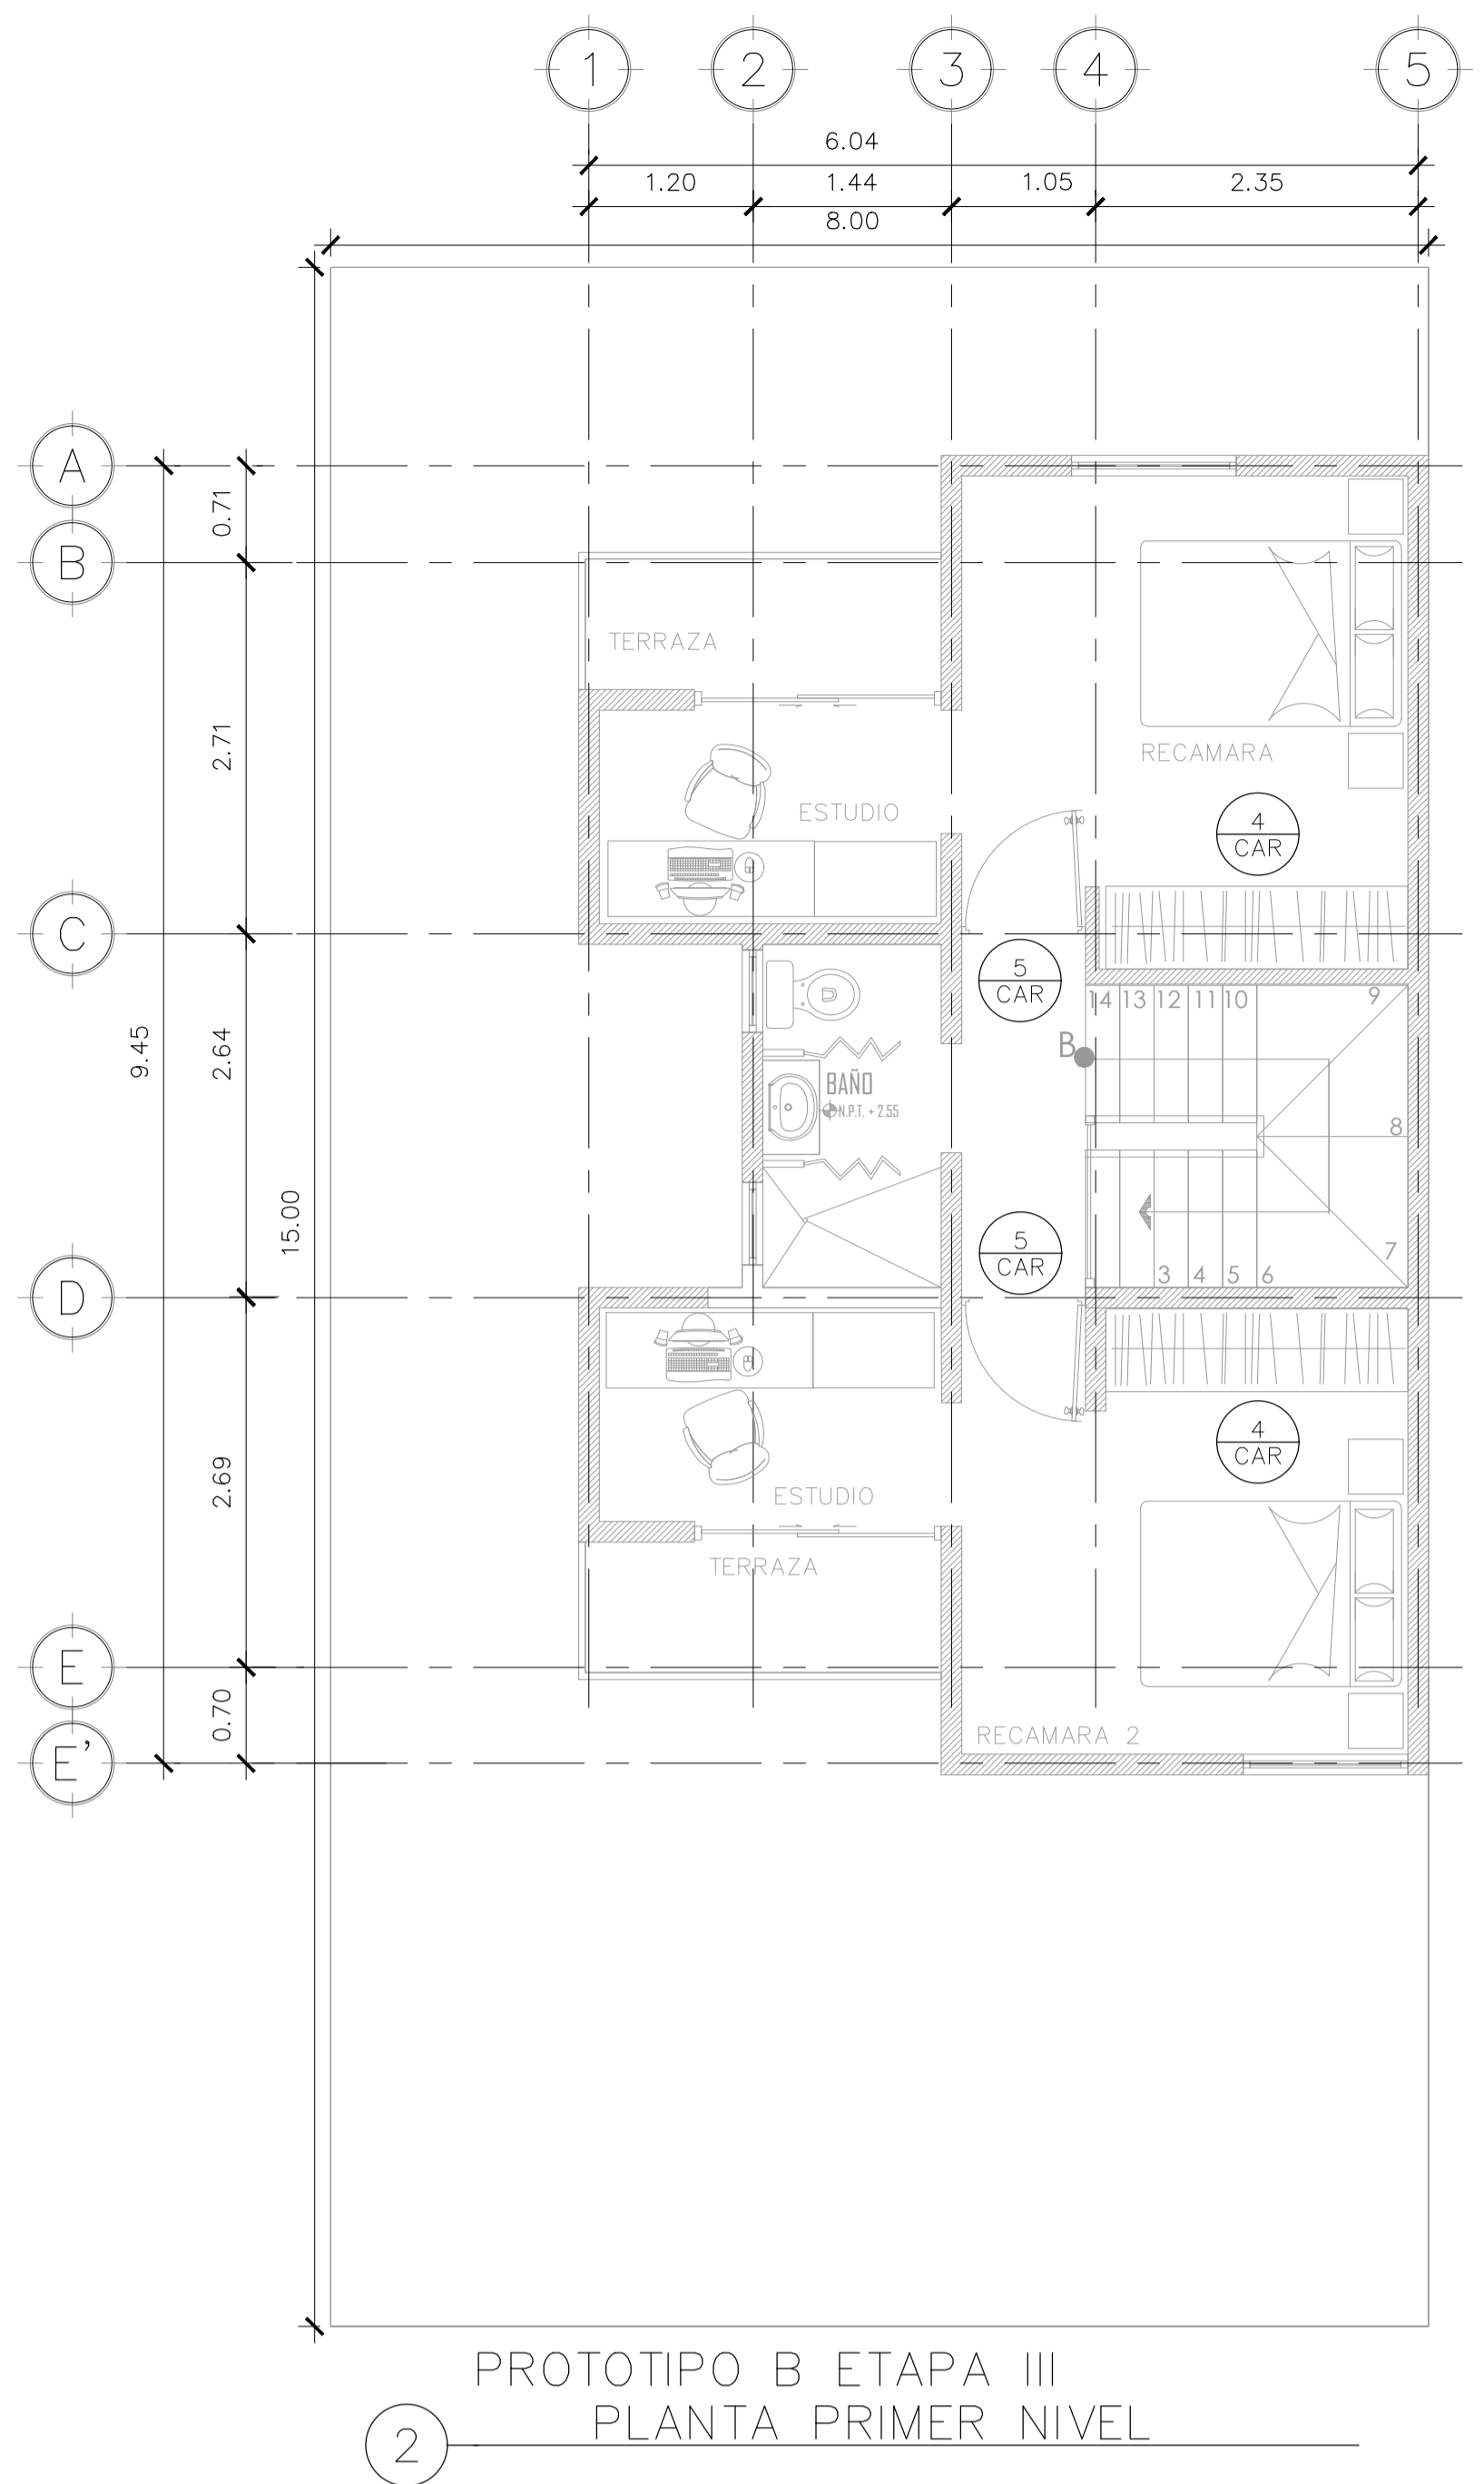 1 2 3 4 5
6.04
1.20 1.44 1.05 2.35
8.00
A
0.71
B
TERRAZA
2.71
RECAMARA
ESTUDIO
4
CAR
C
5
CAR
14 13 12 11 10 9
9.45
2.64
B
BAÑO
N.P.T. + 2.55
8
15.00
5
CAR
7
3 4 5 6
D
2.69
4
CAR
ESTUDIO
TERRAZA
E
0.70
RECAMARA 2
E'
PROTOTIPO B ETAPA III
PLANTA PRIMER NIVEL
2